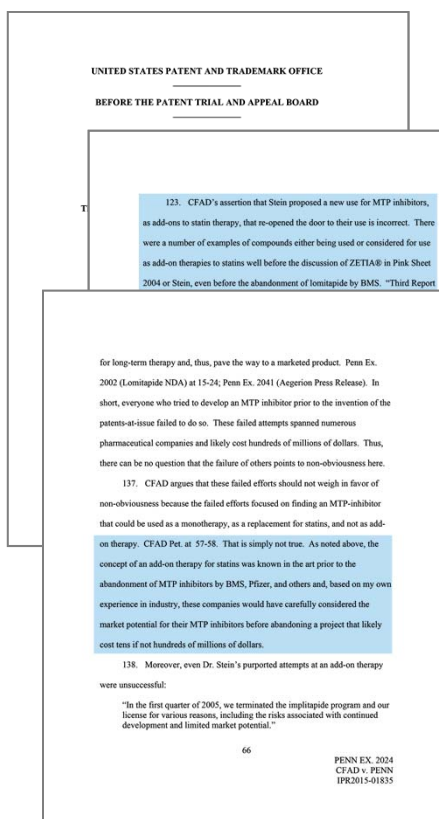 UNITED STATES PATENT AND TRADEMARK OFFICE
BEFORE THE PATENT TRIAL AND APPEAL BOARD
T
123. CFAD's assertion that Stein proposed a new use for MTP inhibitors,
as add-ons to statin therapy, that re-opened the door to their use is incorrect. There
were a number of examples of compounds either being used or considered for use
as add-on therapies to statins well before the discussion of ZETIA® in Pink Sheet
2004 or Stein, even before the abandonment of lomitapide by BMS. “Third Report
for long-term therapy and, thus, pave the way to a marketed product. Penn Ex.
2002 (Lomitapide NDA) at 15-24; Penn Ex. 2041 (Aegerion Press Release). In
short, everyone who tried to develop an MTP inhibitor prior to the invention of the
patents-at-issue failed to do so. These failed attempts spanned numerous
pharmaceutical companies and likely cost hundreds of millions of dollars. Thus,
there can be no question that the failure of others points to non-obviousness here.
137. CFAD argues that these failed efforts should not weigh in favor of
non-obviousness because the failed efforts focused on finding an MTP-inhibitor
that could be used as a monotherapy, as a replacement for statins, and not as add-
on therapy. CFAD Pet. at 57-58. That is simply not true. As noted above, the
concept of an add-on therapy for statins was known in the art prior to the
abandonment of MTP inhibitors by BMS, Pfizer, and others and, based on my own
experience in industry, these companies would have carefully considered the
market potential for their MTP inhibitors before abandoning a project that likely
cost tens if not hundreds of millions of dollars.
138. Moreover, even Dr. Stein's purported attempts at an add-on therapy
were unsuccessful:
“In the first quarter of 2005, we terminated the implitapide program and our
license for various reasons, including the risks associated with continued
development and limited market potential.”
66
PENN EX. 2024
CFAD v. PENN
IPR2015-01835